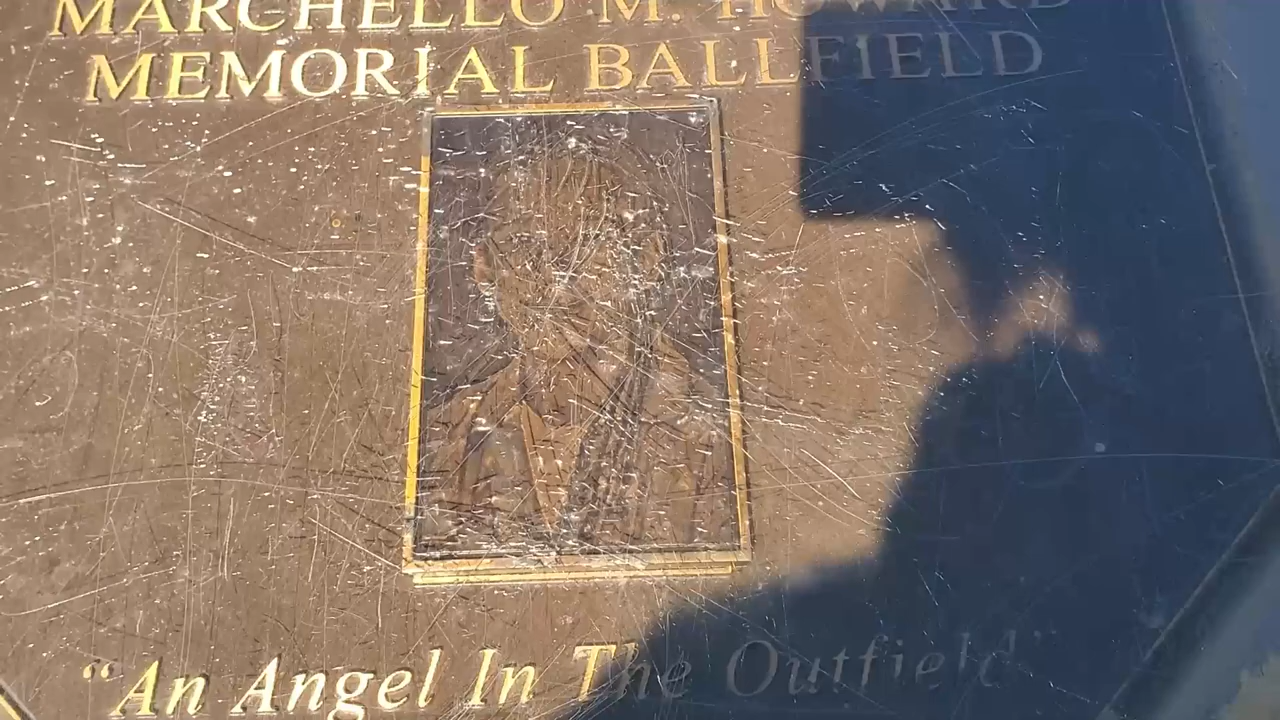 MARCHELLO M. HOWARD
MEMORIAL BALLFIELD
“An Angel In The Outfield”